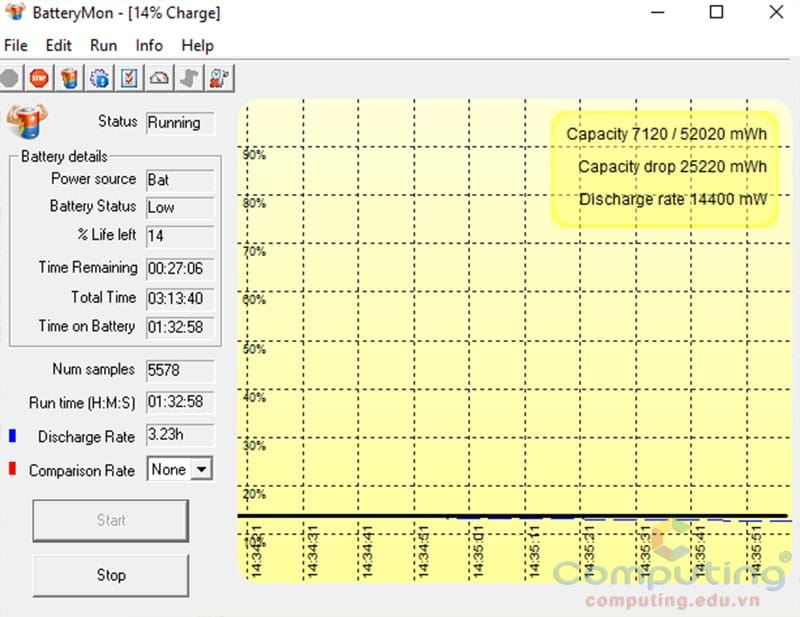 BatteryMon - [14% Charge]
File Edit Run Info Help
STOP
Status Running
Battery details
Power source Bat
Battery Status Low
% Life left 14
Time Remaining 00:27:06
Total Time 03:13:40
Time on Battery 01:32:58
Num samples 5578
Run time (H:M:S) 01:32:58
Discharge Rate 3.23h
Comparison Rate None
Start
Stop
Capacity 7120 / 52020 mWh
Capacity drop 25220 mWh
Discharge rate 14400 mW
90%
80%
70%
60%
50%
40%
30%
20%
10%
14:34:31
14:34:41
14:34:51
14:35:01
14:35:11
14:35:21
14:35:31
14:35:41
14:35:51
Computing®
computing.edu.vn